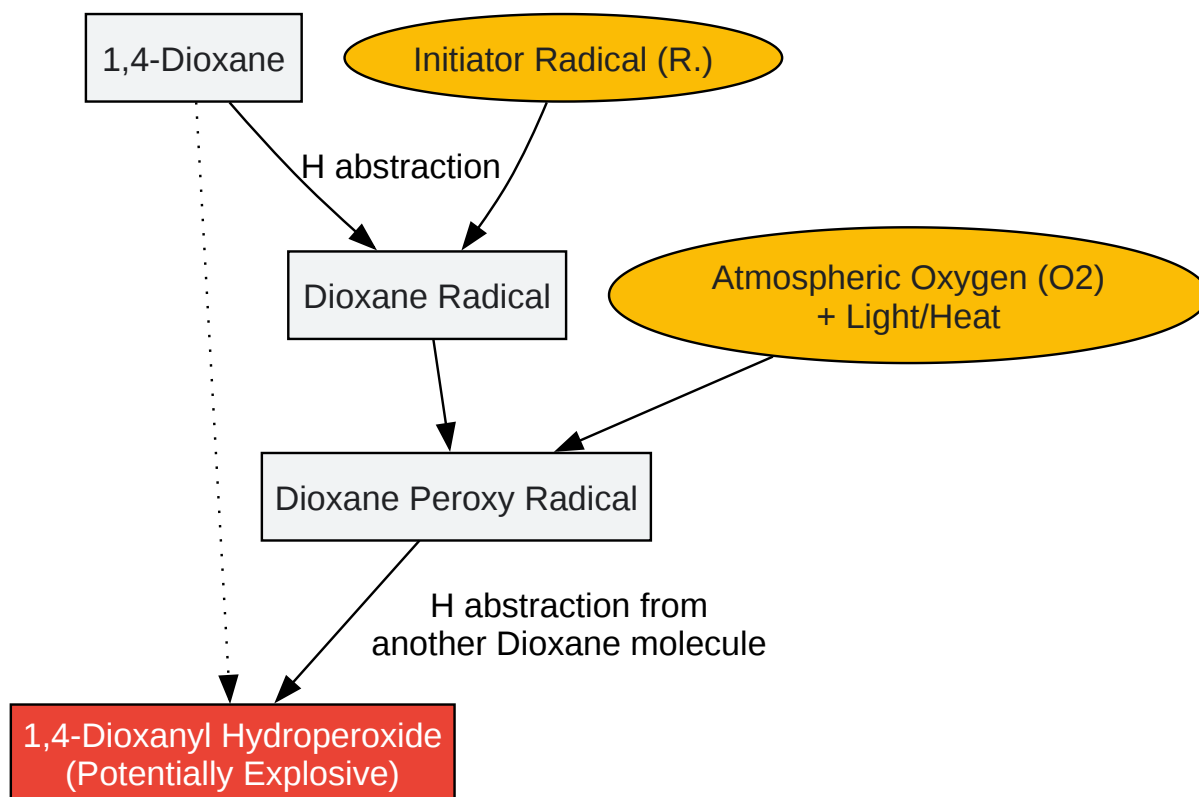 1,4-Dioxane
Initiator Radical (R.)
H abstraction
Dioxane Radical
Atmospheric Oxygen (O2)
+ Light/Heat
Dioxane Peroxy Radical
H abstraction from
another Dioxane molecule
1,4-Dioxanyl Hydroperoxide
(Potentially Explosive)